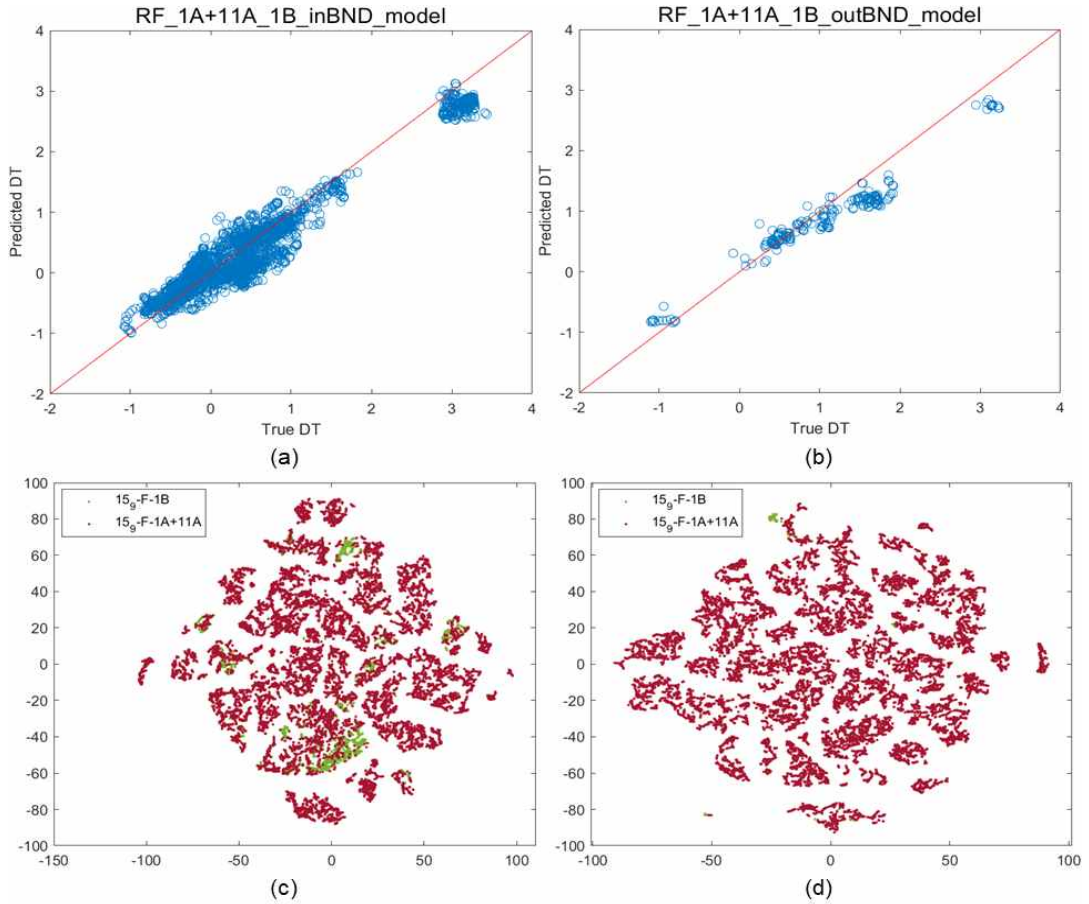 RF_1A+11A_1B_inBND_model
4
3
2
1
0
-1
-2
Predicted DT
-2 -1 0 1 2 3 4
True DT
(a)
RF_1A+11A_1B_outBND_model
4
3
2
1
0
-1
-2
Predicted DT
-2 -1 0 1 2 3 4
True DT
(b)
15₉-F-1B
15₉-F-1A+11A
100
80
60
40
20
0
-20
-40
-60
-80
-100
-150 -100 -50 0 50 100
(c)
15₉-F-1B
15₉-F-1A+11A
100
80
60
40
20
0
-20
-40
-60
-80
-100
-100 -50 0 50 100
(d)